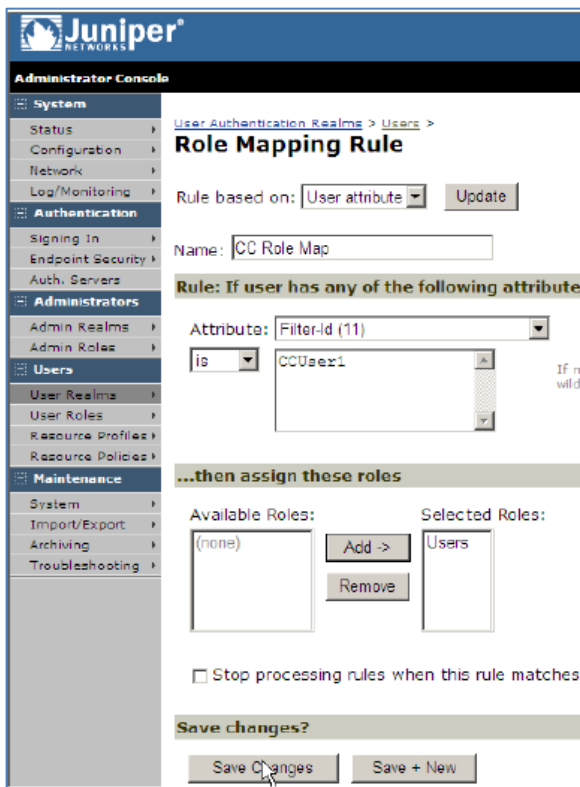 Juniper®
NETWORKS
Administrator Console
System
Status
Configuration
Network
Log/Monitoring
Authentication
Signing In
Endpoint Security
Auth. Servers
Administrators
Admin Realms
Admin Roles
Users
User Realms
User Roles
Resource Profiles
Resource Policies
Maintenance
System
Import/Export
Archiving
Troubleshooting
User Authentication Realms > Users >
Role Mapping Rule
Rule based on: User attribute Update
Name: CC Role Map
Rule: If user has any of the following attribute
Attribute: Filter-Id (11)
is CCUser1
If
wild
...then assign these roles
Available Roles: Selected Roles:
(none) Add -> Users
Remove
Stop processing rules when this rule matches
Save changes?
Save Changes Save + New